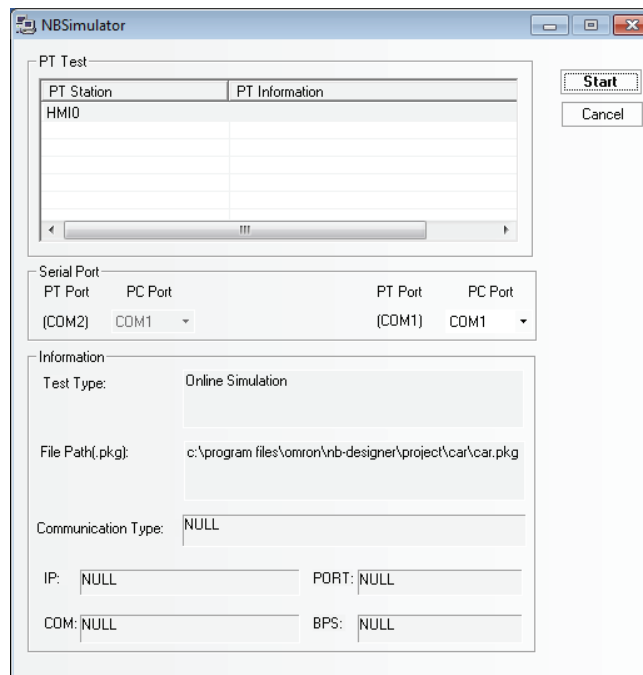 NBSimulator
PT Test
PT Station PT Information
HMI0
Start
Cancel
Serial Port
PT Port PC Port PT Port PC Port
(COM2) COM1 (COM1) COM1
Information
Test Type: Online Simulation
File Path(.pkg): c:\program files\omron\nb-designer\project\car\car.pkg
Communication Type: NULL
IP: NULL PORT: NULL
COM: NULL BPS: NULL